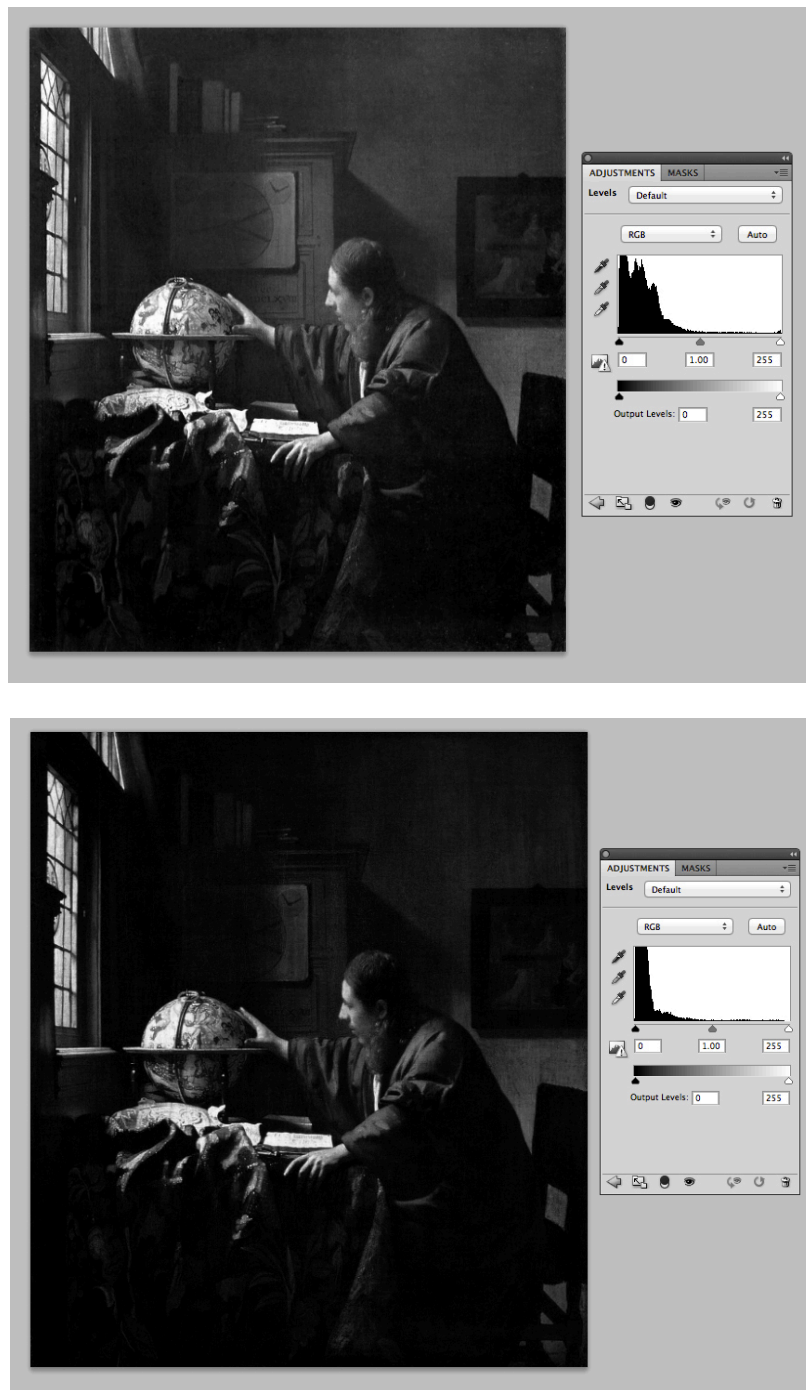 ADJUSTMENTS MASKS
Levels Default
RGB Auto
0 1.00 255
Output Levels: 0 255
ADJUSTMENTS MASKS
Levels Default
RGB Auto
0 1.00 255
Output Levels: 0 255